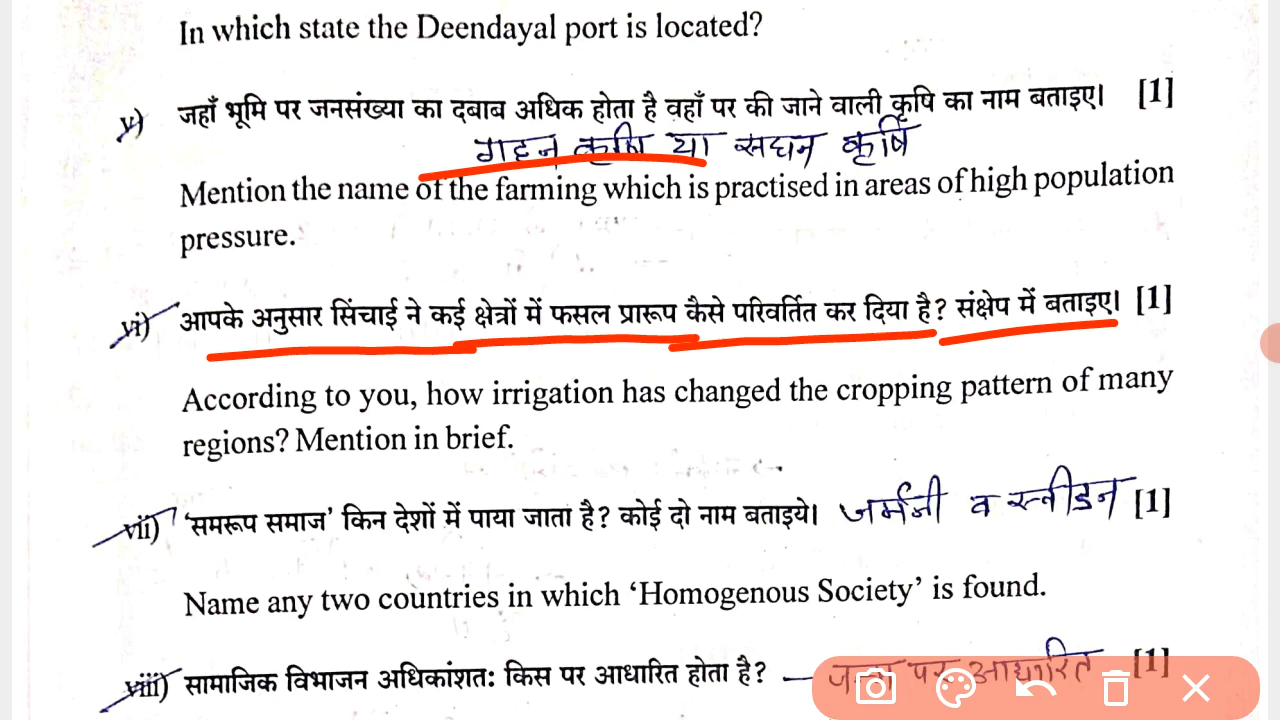 In which state the Deendayal port is located?
v) जहाँ भूमि पर जनसंख्या का दबाब अधिक होता है वहाँ पर की जाने वाली कृषि का नाम बताइए। [1]
गहन कृषि या सघन कृषि
Mention the name of the farming which is practised in areas of high population
pressure.
vi) आपके अनुसार सिंचाई ने कई क्षेत्रों में फसल प्रारूप कैसे परिवर्तित कर दिया है? संक्षेप में बताइए। [1]
According to you, how irrigation has changed the cropping pattern of many
regions? Mention in brief.
vii) 'समरूप समाज' किन देशों में पाया जाता है? कोई दो नाम बताइये। जर्मनी व स्वीडन [1]
Name any two countries in which 'Homogenous Society' is found.
viii) सामाजिक विभाजन अधिकांशतः किस पर आधारित होता है? — जन्म पर आधारित [1]